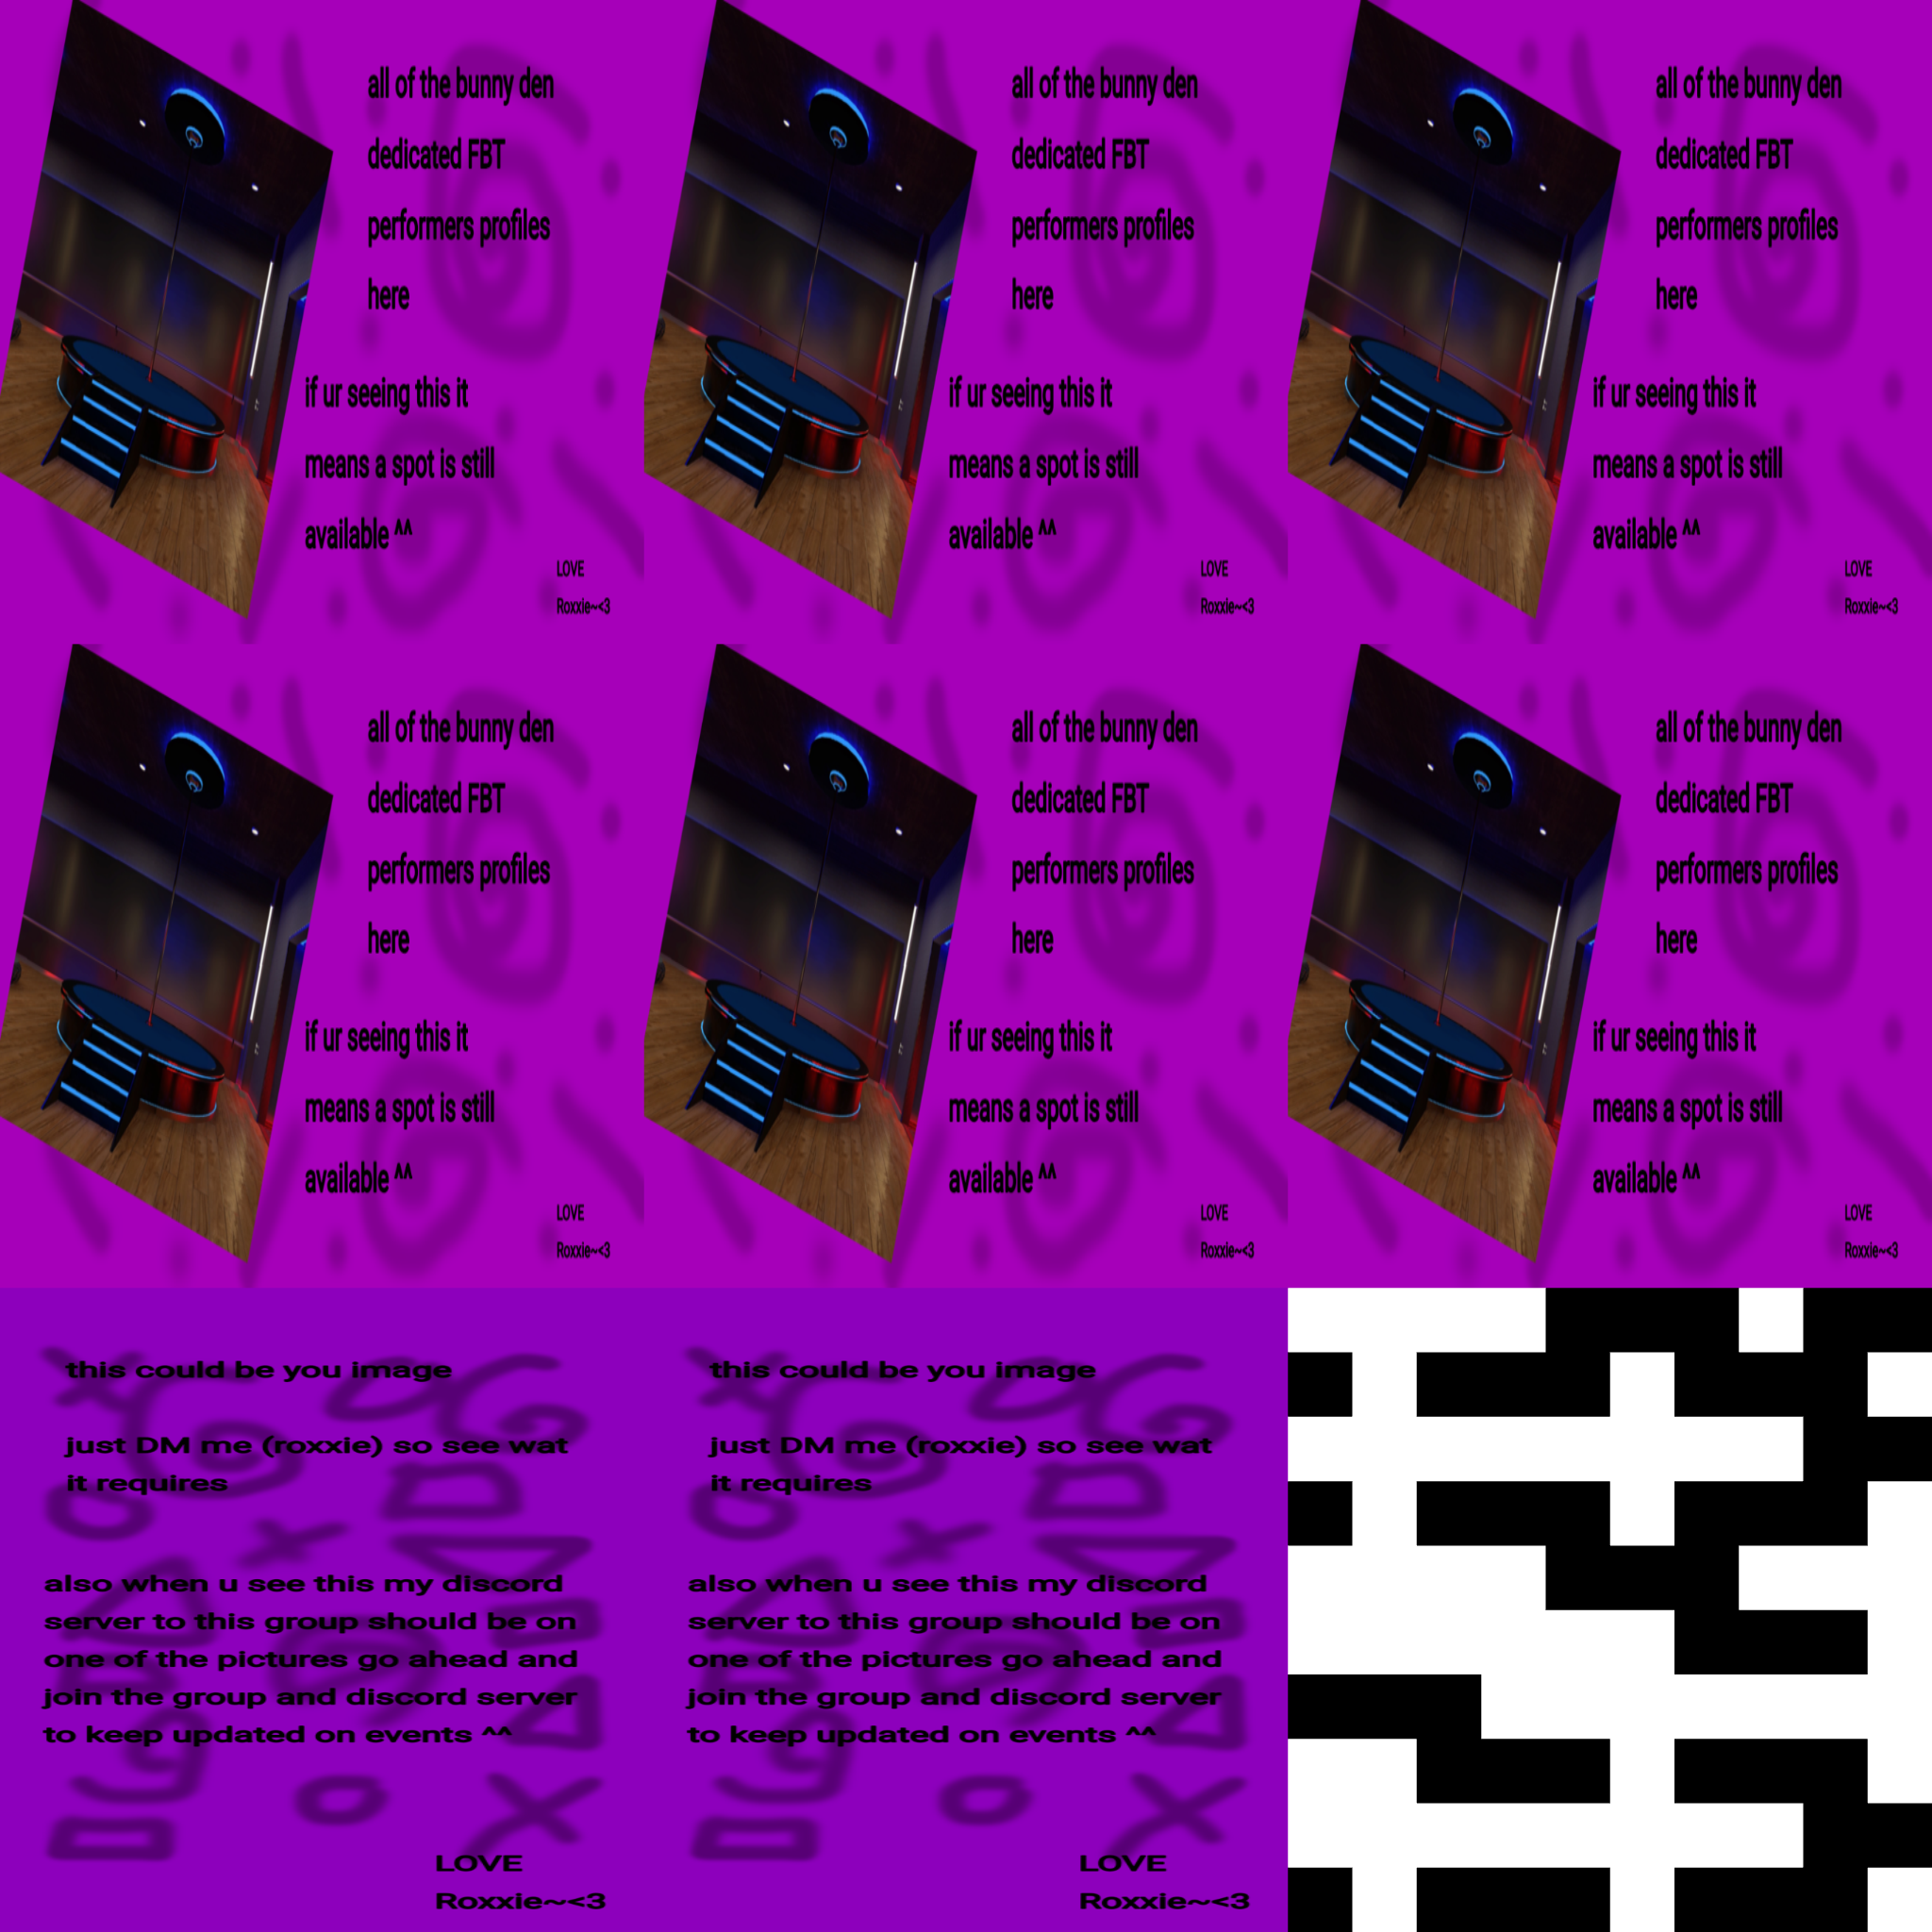 all of the bunny den
dedicated FBT
performers profiles
here
if ur seeing this it
means a spot is still
available ^^
LOVE
Roxxie~<3
all of the bunny den
dedicated FBT
performers profiles
here
if ur seeing this it
means a spot is still
available ^^
LOVE
Roxxie~<3
all of the bunny den
dedicated FBT
performers profiles
here
if ur seeing this it
means a spot is still
available ^^
LOVE
Roxxie~<3
all of the bunny den
dedicated FBT
performers profiles
here
if ur seeing this it
means a spot is still
available ^^
LOVE
Roxxie~<3
all of the bunny den
dedicated FBT
performers profiles
here
if ur seeing this it
means a spot is still
available ^^
LOVE
Roxxie~<3
all of the bunny den
dedicated FBT
performers profiles
here
if ur seeing this it
means a spot is still
available ^^
LOVE
Roxxie~<3
this could be you image
just DM me (roxxie) so see wat
it requires
also when u see this my discord
server to this group should be on
one of the pictures go ahead and
join the group and discord server
to keep updated on events ^^
LOVE
Roxxie~<3
this could be you image
just DM me (roxxie) so see wat
it requires
also when u see this my discord
server to this group should be on
one of the pictures go ahead and
join the group and discord server
to keep updated on events ^^
LOVE
Roxxie~<3